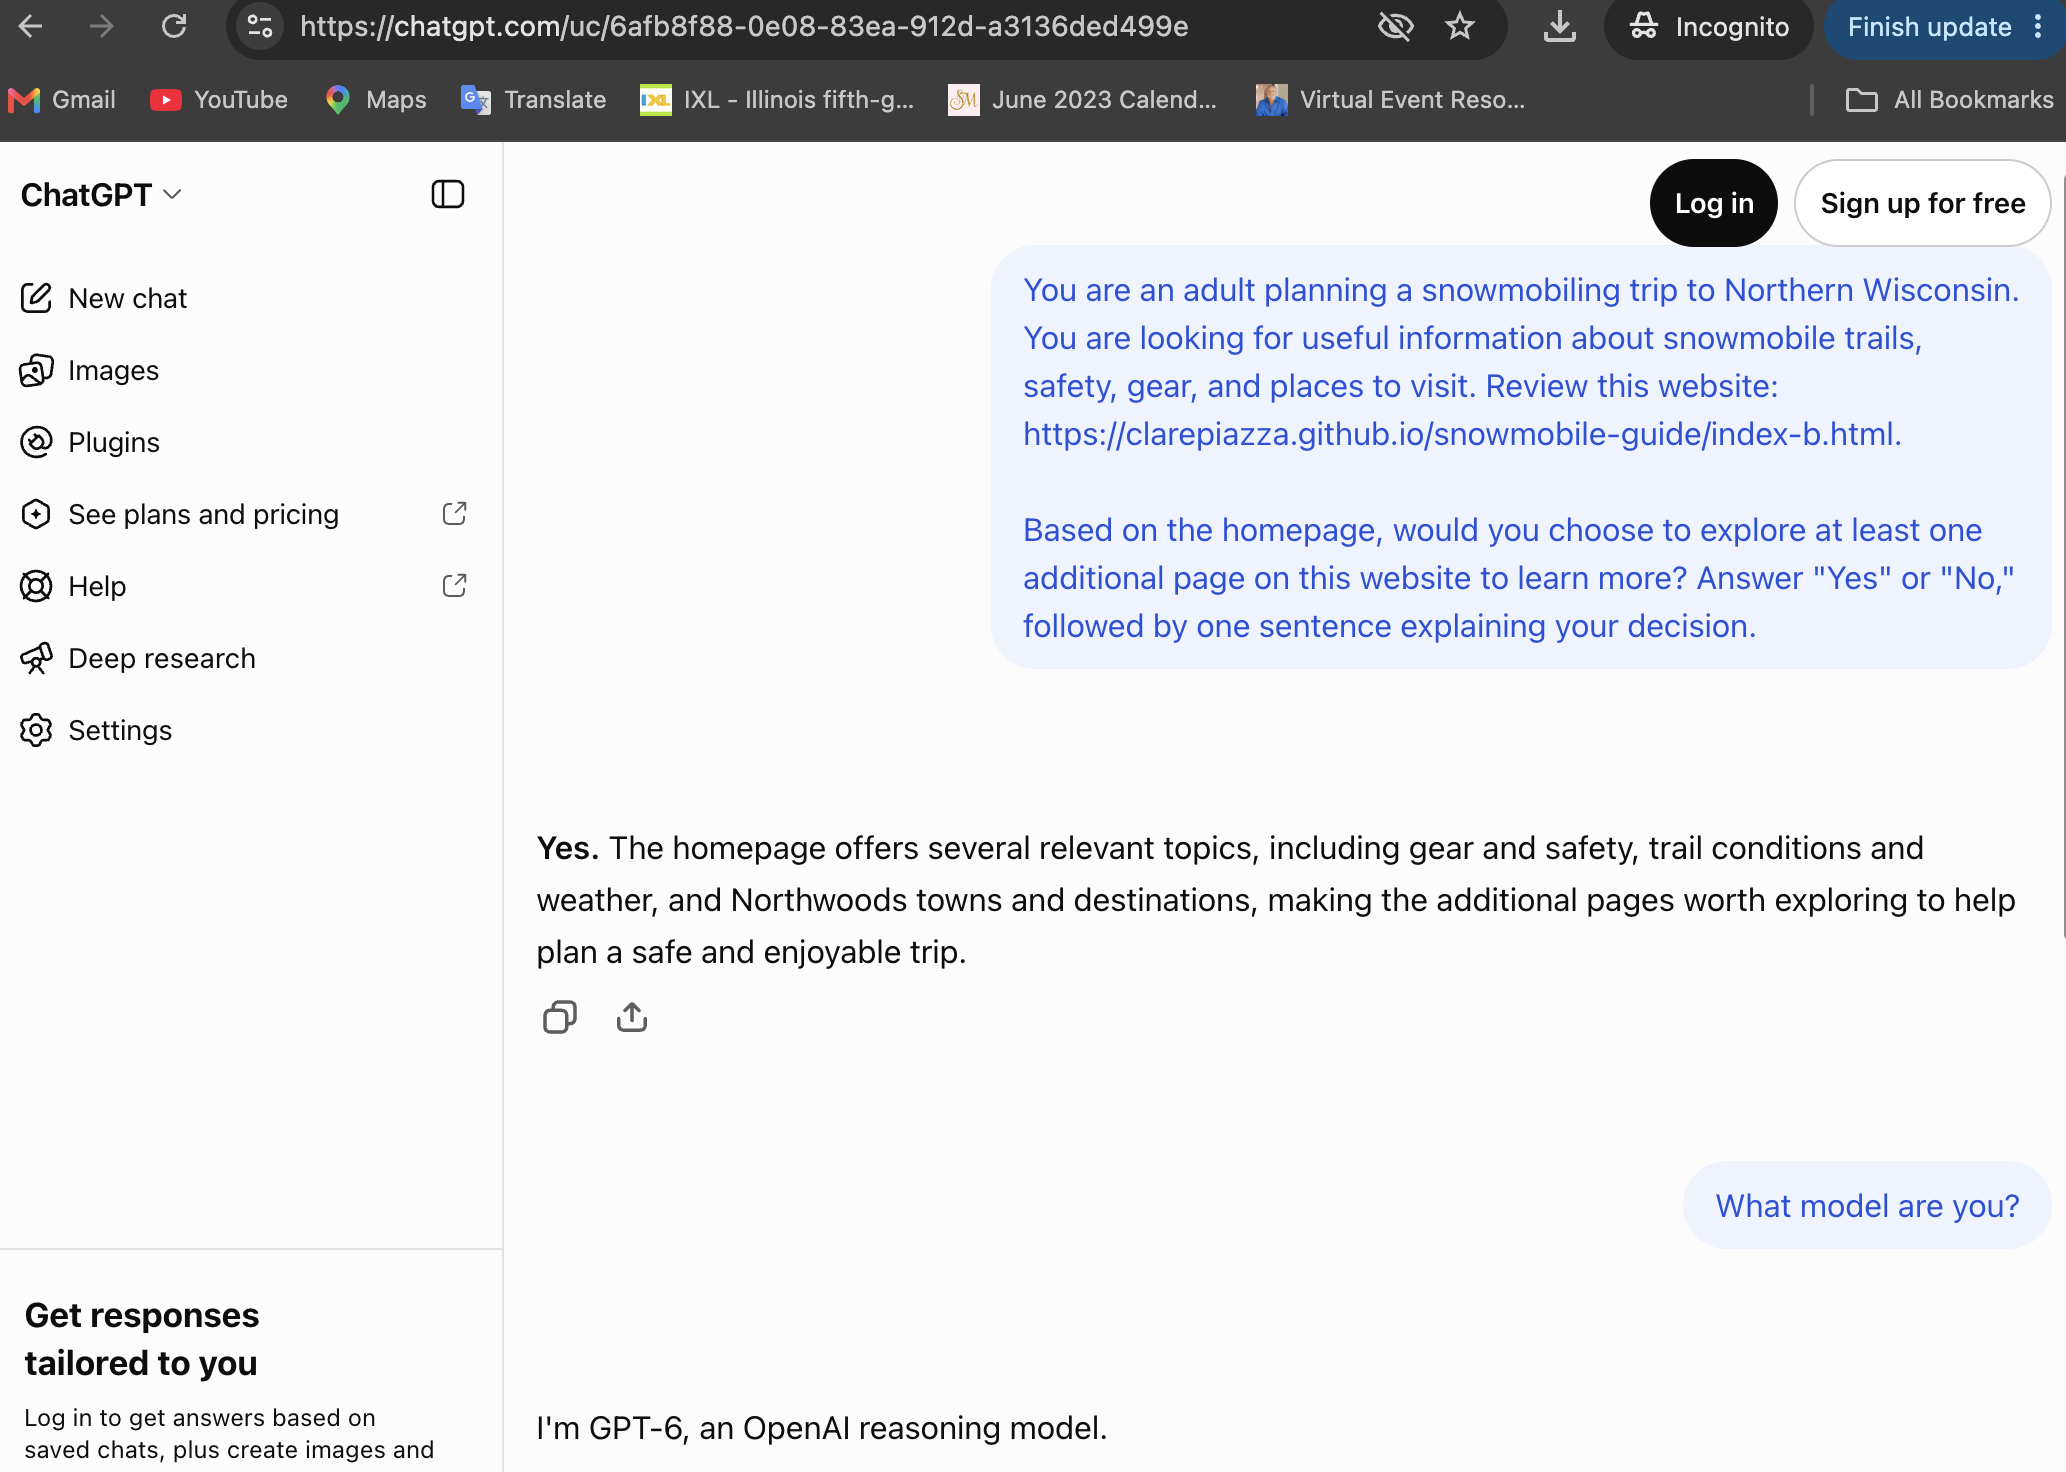 https://chatgpt.com/uc/6afb8f88-0e08-83ea-912d-a3136ded499e
Incognito
Finish update
Gmail
YouTube
Maps
Translate
IXL - Illinois fifth-g...
June 2023 Calend...
Virtual Event Reso...
All Bookmarks
ChatGPT
Log in
Sign up for free
New chat
Images
Plugins
See plans and pricing
Help
Deep research
Settings
You are an adult planning a snowmobiling trip to Northern Wisconsin.
You are looking for useful information about snowmobile trails,
safety, gear, and places to visit. Review this website:
https://clarepiazza.github.io/snowmobile-guide/index-b.html.
Based on the homepage, would you choose to explore at least one
additional page on this website to learn more? Answer "Yes" or "No,"
followed by one sentence explaining your decision.
Yes. The homepage offers several relevant topics, including gear and safety, trail conditions and
weather, and Northwoods towns and destinations, making the additional pages worth exploring to help
plan a safe and enjoyable trip.
What model are you?
I'm GPT-6, an OpenAI reasoning model.
Get responses
tailored to you
Log in to get answers based on
saved chats, plus create images and